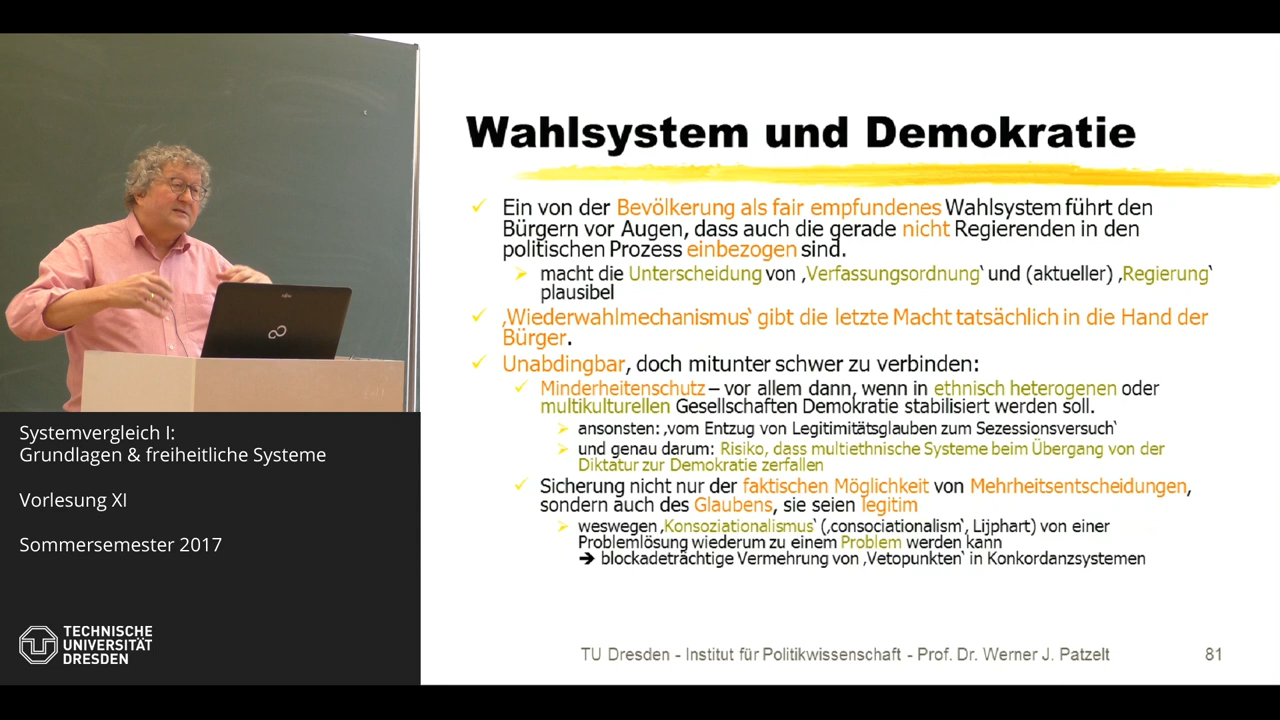 Wahlsystem und Demokratie
Ein von der Bevölkerung als fair empfundenes Wahlsystem führt den
Bürgern vor Augen, dass auch die gerade nicht Regierenden in den
politischen Prozess einbezogen sind.
macht die Unterscheidung von ‚Verfassungsordnung‘ und (aktueller) ‚Regierung‘
plausibel
‚Wiederwahlmechanismus‘ gibt die letzte Macht tatsächlich in die Hand der
Bürger.
Unabdingbar, doch mitunter schwer zu verbinden:
Minderheitenschutz – vor allem dann, wenn in ethnisch heterogenen oder
multikulturellen Gesellschaften Demokratie stabilisiert werden soll.
ansonsten: ‚vom Entzug von Legitimitätsglauben zum Sezessionsversuch‘
und genau darum: Risiko, dass multiethnische Systeme beim Übergang von der
Diktatur zur Demokratie zerfallen
Sicherung nicht nur der faktischen Möglichkeit von Mehrheitsentscheidungen,
sondern auch des Glaubens, sie seien legitim
weswegen ‚Konsoziationalismus‘ (‚consociationalism‘, Lijphart) von einer
Problemlösung wiederum zu einem Problem werden kann
➔ blockadeträchtige Vermehrung von ‚Vetopunkten‘ in Konkordanzsystemen
TU Dresden - Institut für Politikwissenschaft - Prof. Dr. Werner J. Patzelt
81
Systemvergleich I:
Grundlagen & freiheitliche Systeme
Vorlesung XI
Sommersemester 2017
TECHNISCHE
UNIVERSITÄT
DRESDEN